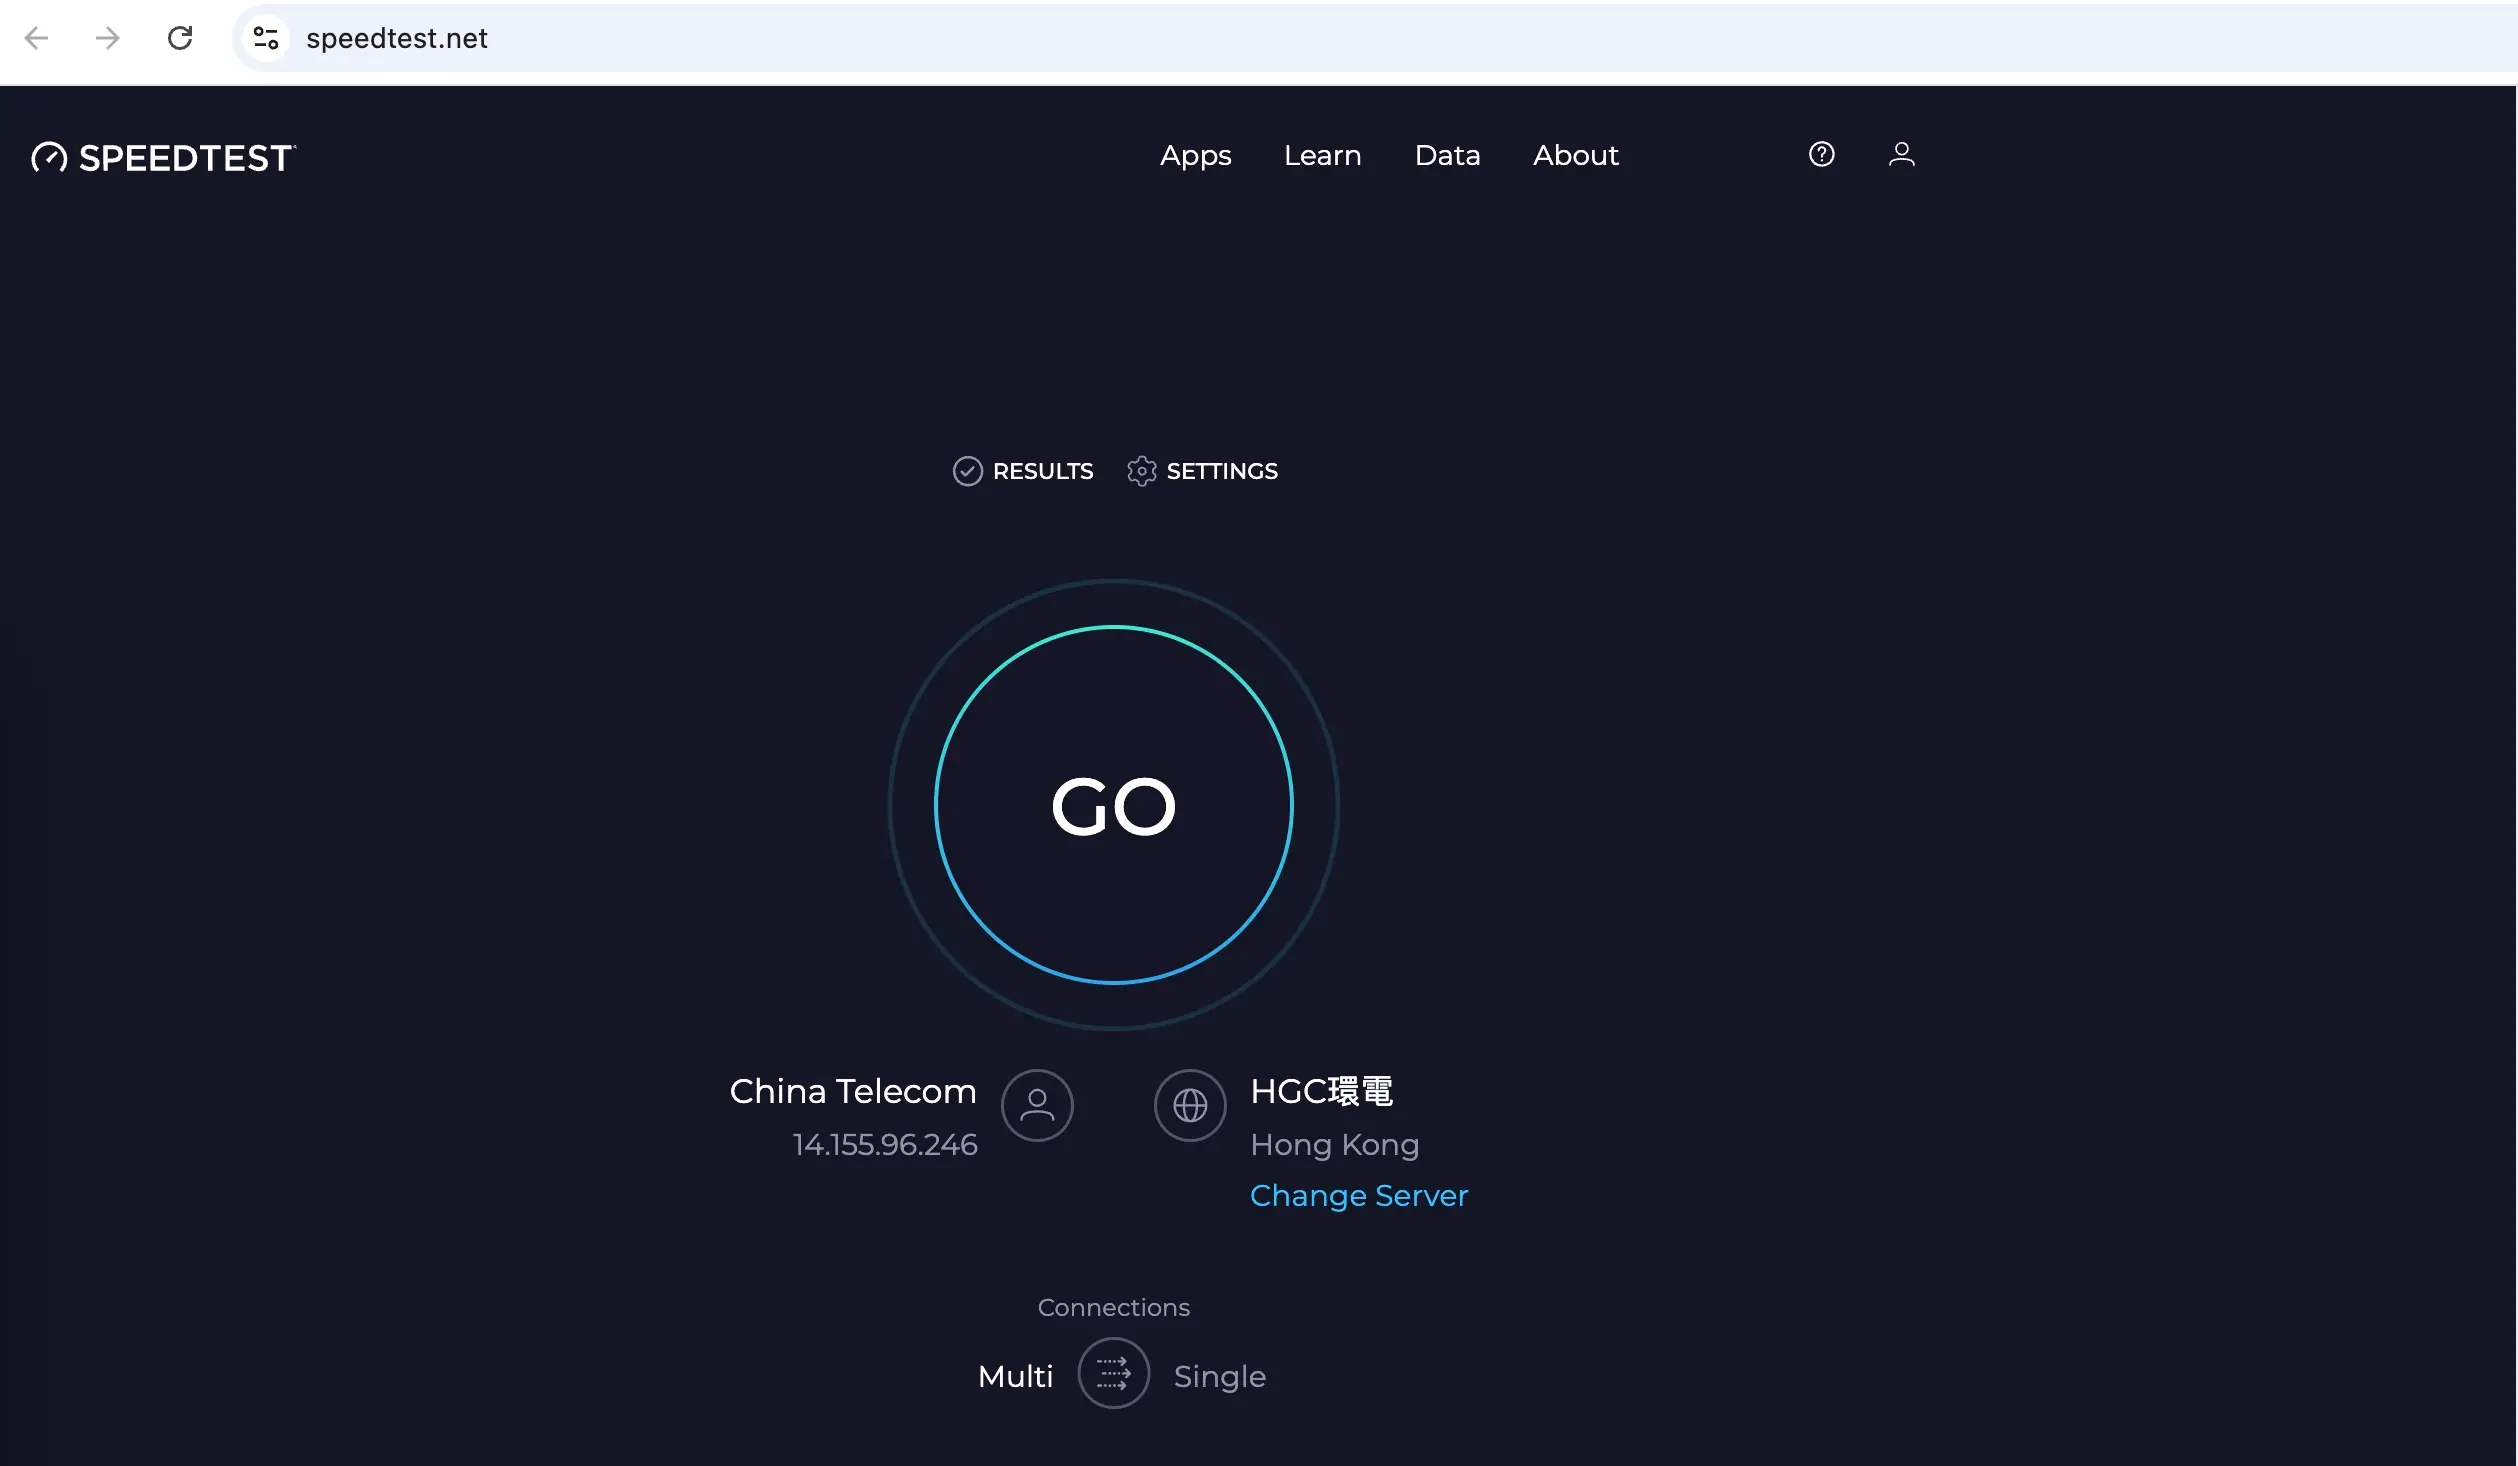 speedtest.net
SPEEDTEST
Apps Learn Data About
RESULTS SETTINGS
GO
China Telecom
14.155.96.246
HGC環電
Hong Kong
Change Server
Connections
Multi Single